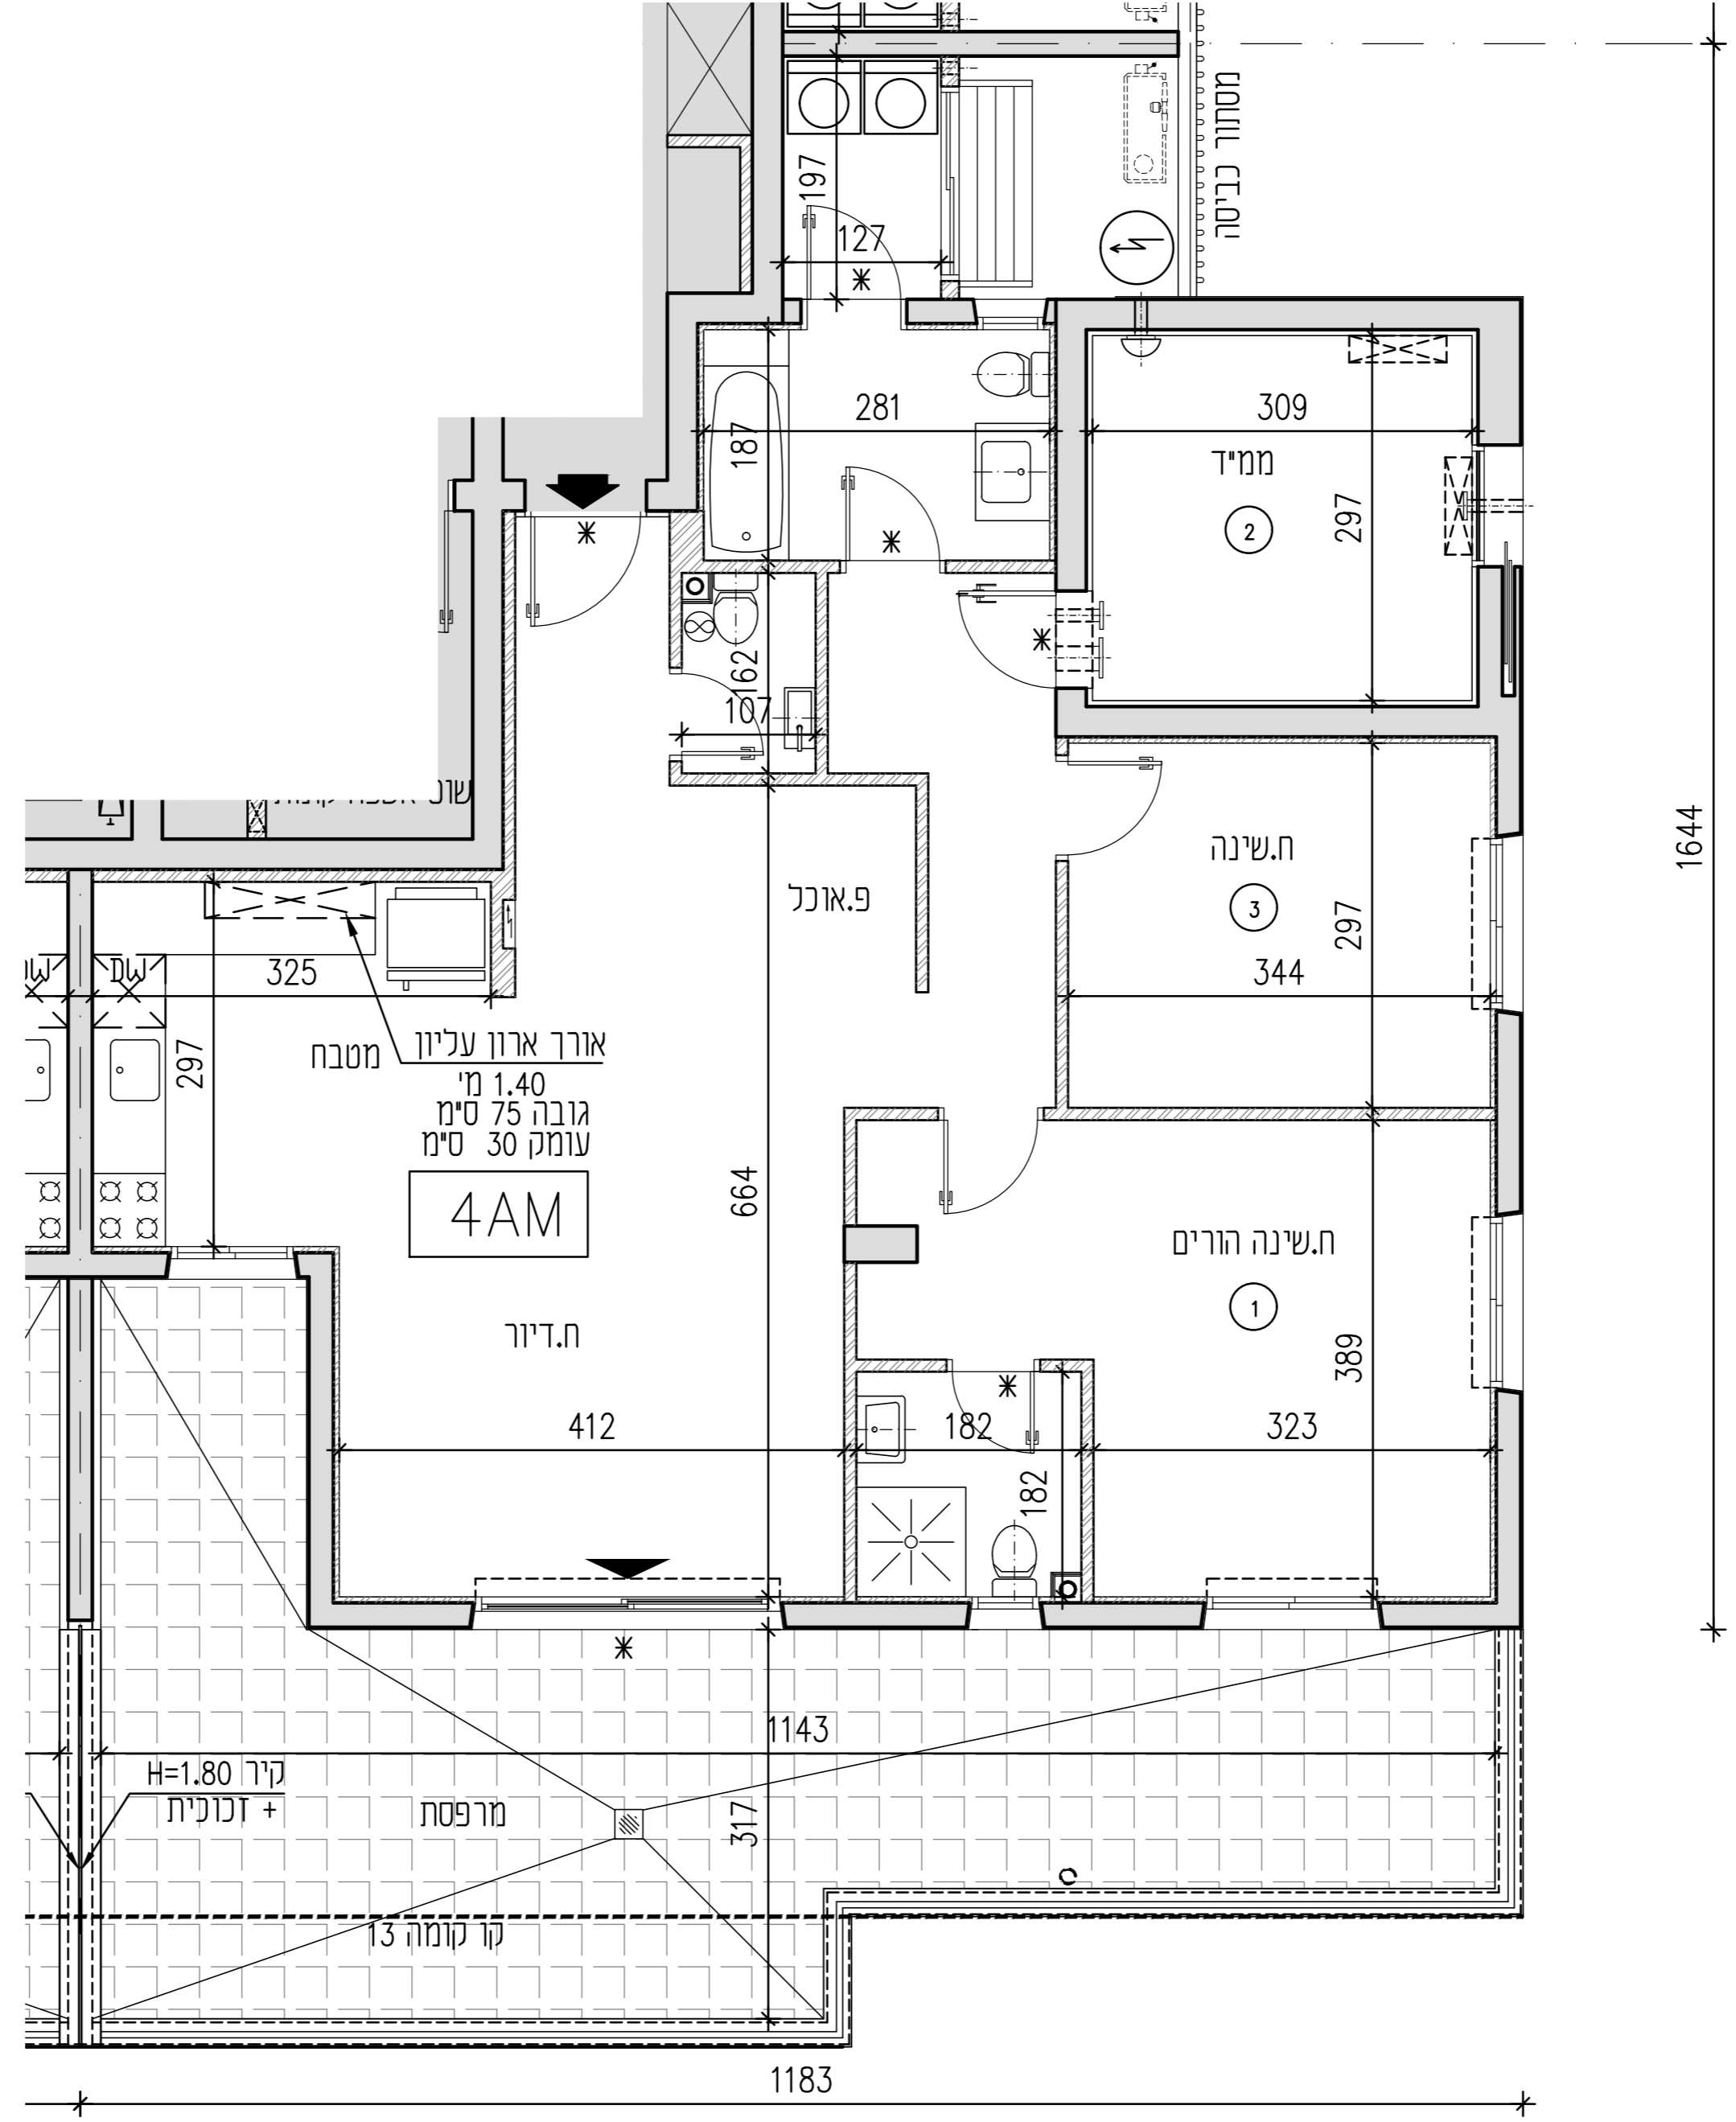 מסתור כביסה
197
127
281
187
309
ממ"ד
2
297
162
107
1644
ח.שינה
3
297
344
פ.אוכל
DW
325
297
מטבח
אורך ארון עליון
1.40 מ'
גובה 75 ס"מ
עומק 30 ס"מ
4AM
664
ח.שינה הורים
1
389
ח.דיור
412
182
182
323
1143
קיר H=1.80
+ זכוכית
מרפסת
317
קו קומה 13
1183